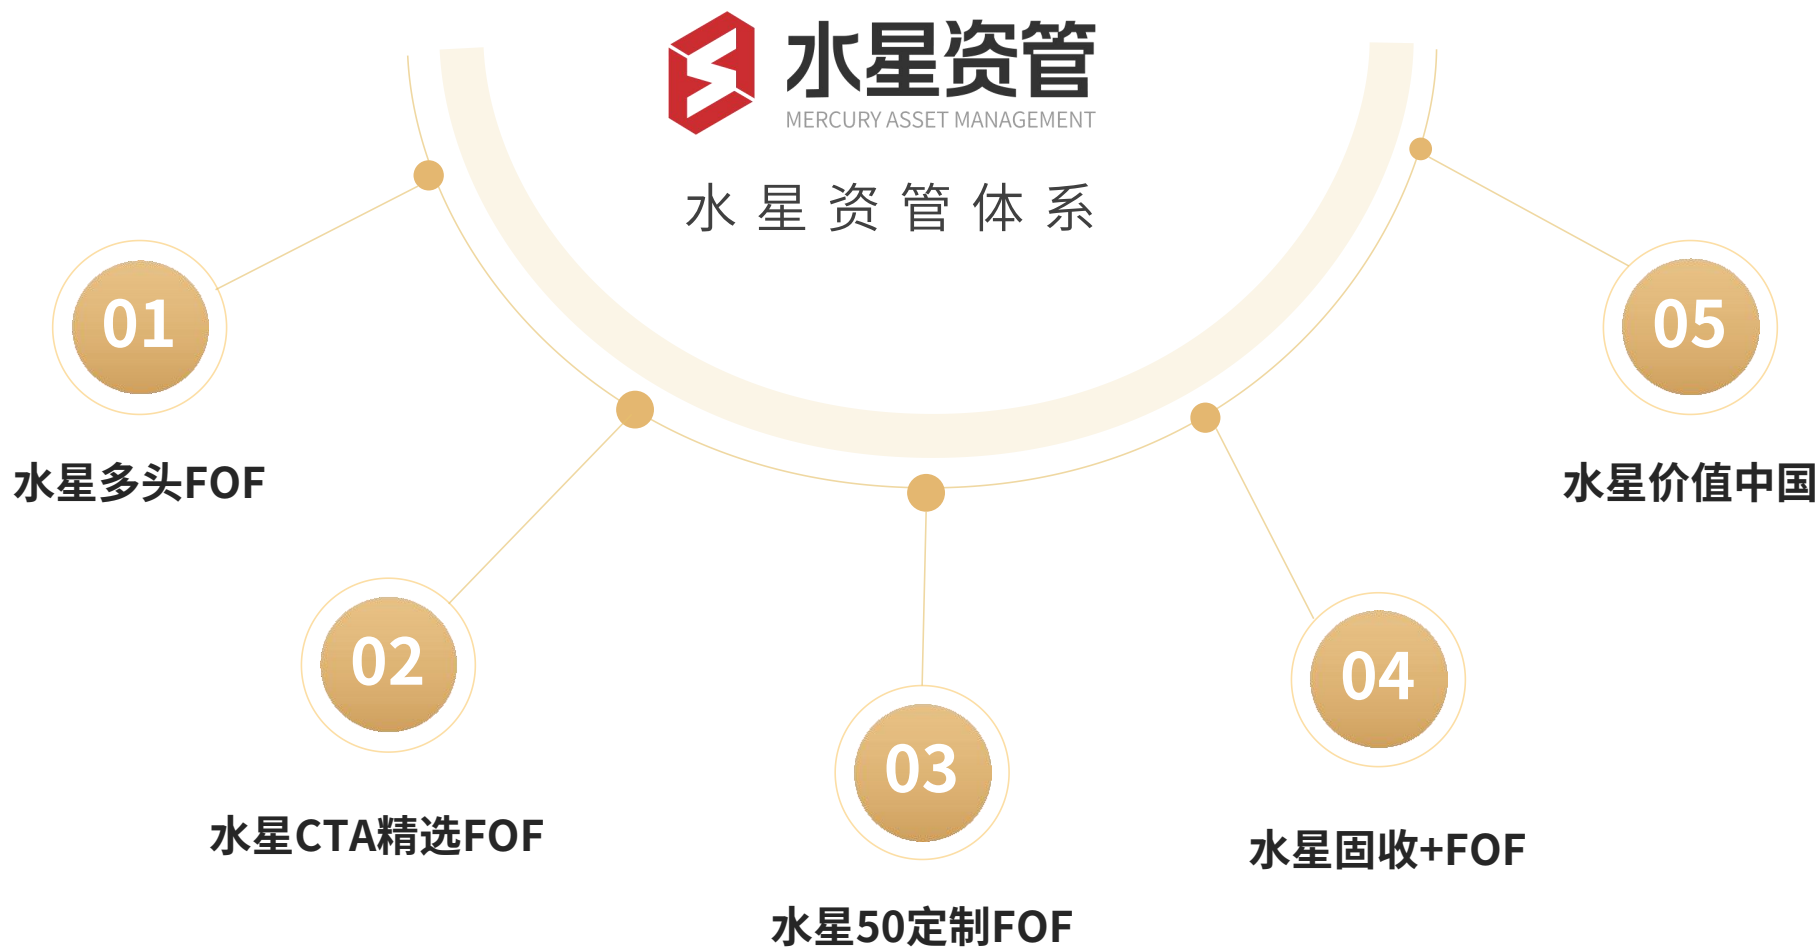 水星资管
MERCURY ASSET MANAGEMENT
水星资管体系
01
水星多头FOF
02
水星CTA精选FOF
03
水星50定制FOF
04
水星固收+FOF
05
水星价值中国